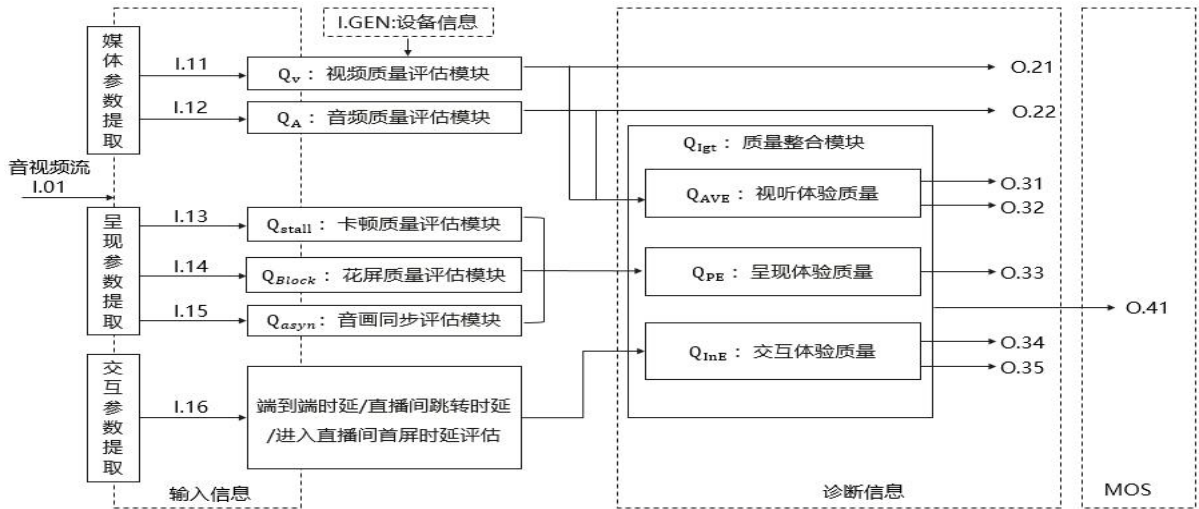 I.GEN:设备信息
媒体参数提取
I.11
Qv：视频质量评估模块
O.21
I.12
QA：音频质量评估模块
O.22
QIgt：质量整合模块
音视频流
I.01
QAVE：视听体验质量
O.31
O.32
呈现参数提取
I.13
Qstall：卡顿质量评估模块
I.14
QBlock：花屏质量评估模块
QPE：呈现体验质量
O.33
I.15
Qasyn：音画同步评估模块
O.41
QInE：交互体验质量
O.34
O.35
交互参数提取
I.16
端到端时延/直播间跳转时延
/进入直播间首屏时延评估
输入信息
诊断信息
MOS